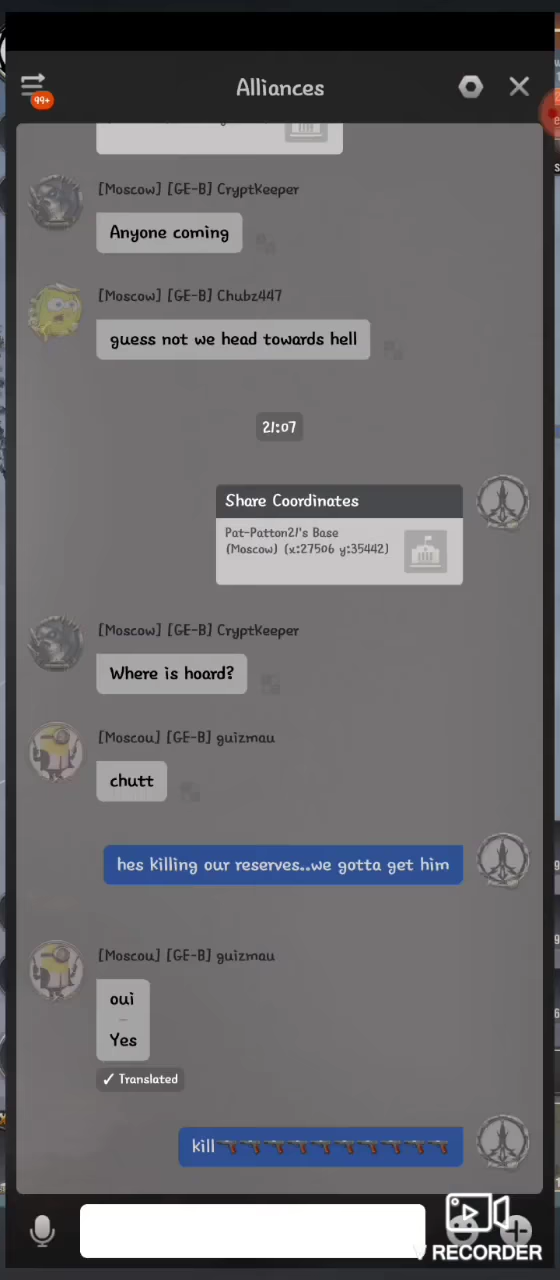 Alliances
99+
[Moscow] [GE-B] CryptKeeper
Anyone coming
[Moscow] [GE-B] Chubz447
guess not we head towards hell
21:07
Share Coordinates
Pat-Patton21's Base
(Moscow) (x:27506 y:35442)
[Moscow] [GE-B] CryptKeeper
Where is hoard?
[Moscou] [GE-B] guizmau
chutt
hes killing our reserves..we gotta get him
[Moscou] [GE-B] guizmau
oui
Yes
✓ Translated
kill
V RECORDER